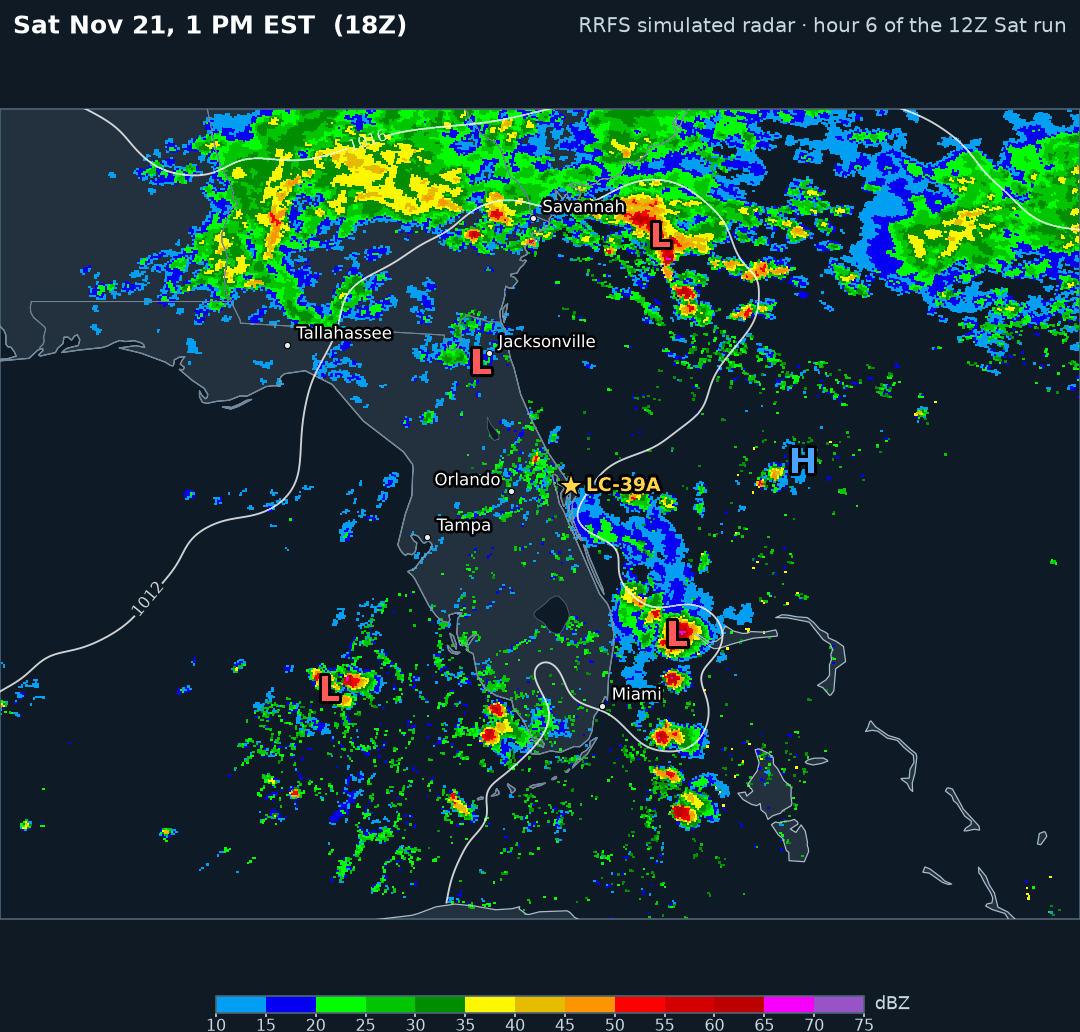 Sat Nov 21, 1 PM EST (18Z)
RRFS simulated radar · hour 6 of the 12Z Sat run
1016
Savannah
L
Tallahassee
Jacksonville
L
H
Orlando
LC-39A
Tampa
1012
L
L
Miami
dBZ
10 15 20 25 30 35 40 45 50 55 60 65 70 75